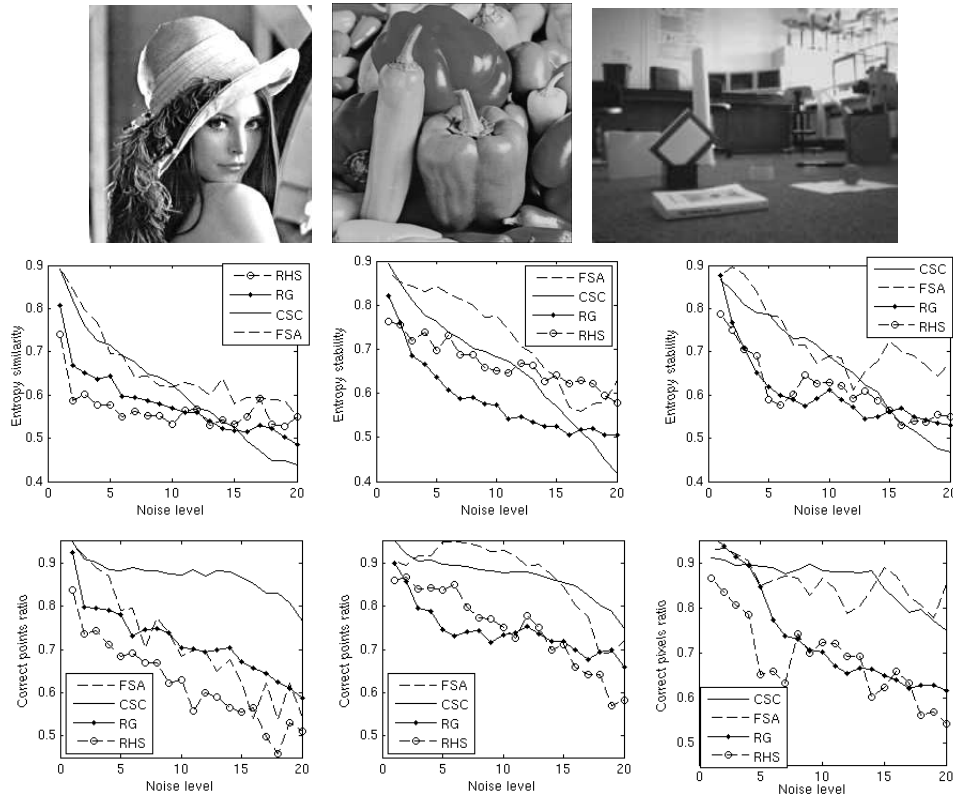 0.9
0.8
0.7
0.6
0.5
0.4
Entropy similarity
0 5 10 15 20
Noise level
RHS
RG
CSC
FSA
0.9
0.8
0.7
0.6
0.5
0.4
Entropy stability
0 5 10 15 20
Noise level
FSA
CSC
RG
RHS
0.9
0.8
0.7
0.6
0.5
0.4
Entropy stability
0 5 10 15 20
Noise level
CSC
FSA
RG
RHS
0.9
0.8
0.7
0.6
0.5
Correct points ratio
0 5 10 15 20
Noise level
FSA
CSC
RG
RHS
0.9
0.8
0.7
0.6
0.5
Correct points ratio
0 5 10 15 20
Noise level
FSA
CSC
RG
RHS
0.9
0.8
0.7
0.6
0.5
Correct pixels ratio
0 5 10 15 20
Noise level
CSC
FSA
RG
RHS